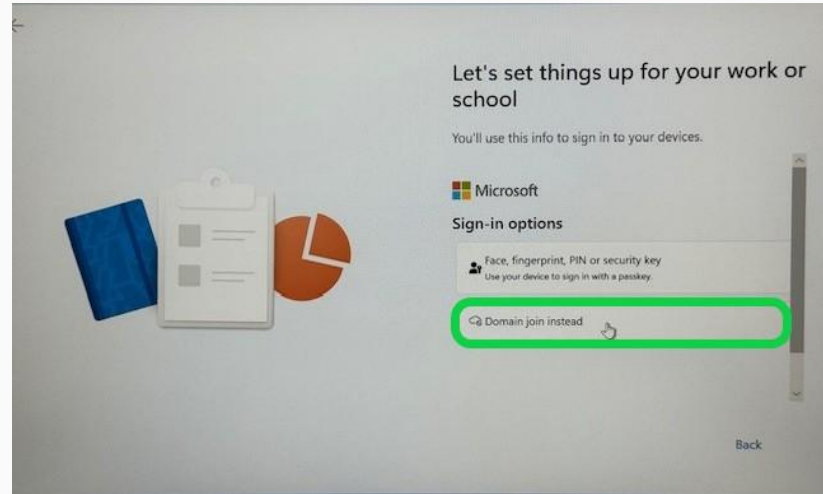 Let's set things up for your work or
school
You'll use this info to sign in to your devices.
Microsoft
Sign-in options
Face, fingerprint, PIN or security key
Use your device to sign in with a passkey.
Domain join instead
Back